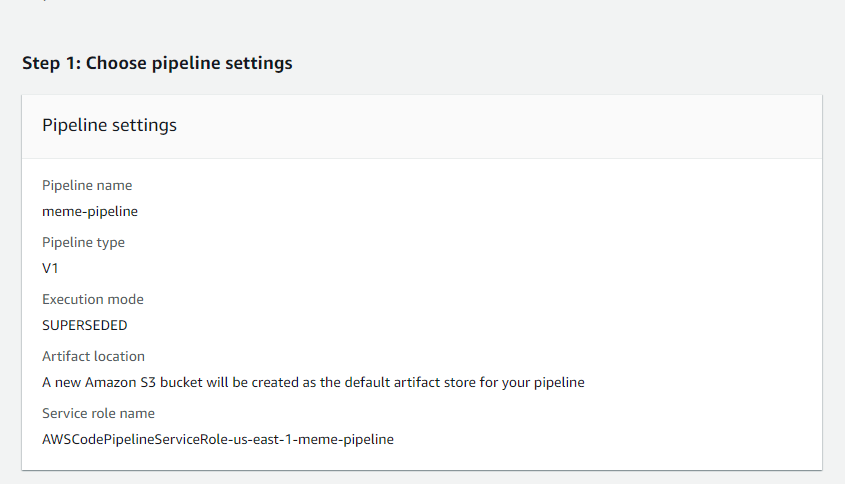 Step 1: Choose pipeline settings
Pipeline settings
Pipeline name
meme-pipeline
Pipeline type
V1
Execution mode
SUPERSEDED
Artifact location
A new Amazon S3 bucket will be created as the default artifact store for your pipeline
Service role name
AWSCodePipelineServiceRole-us-east-1-meme-pipeline